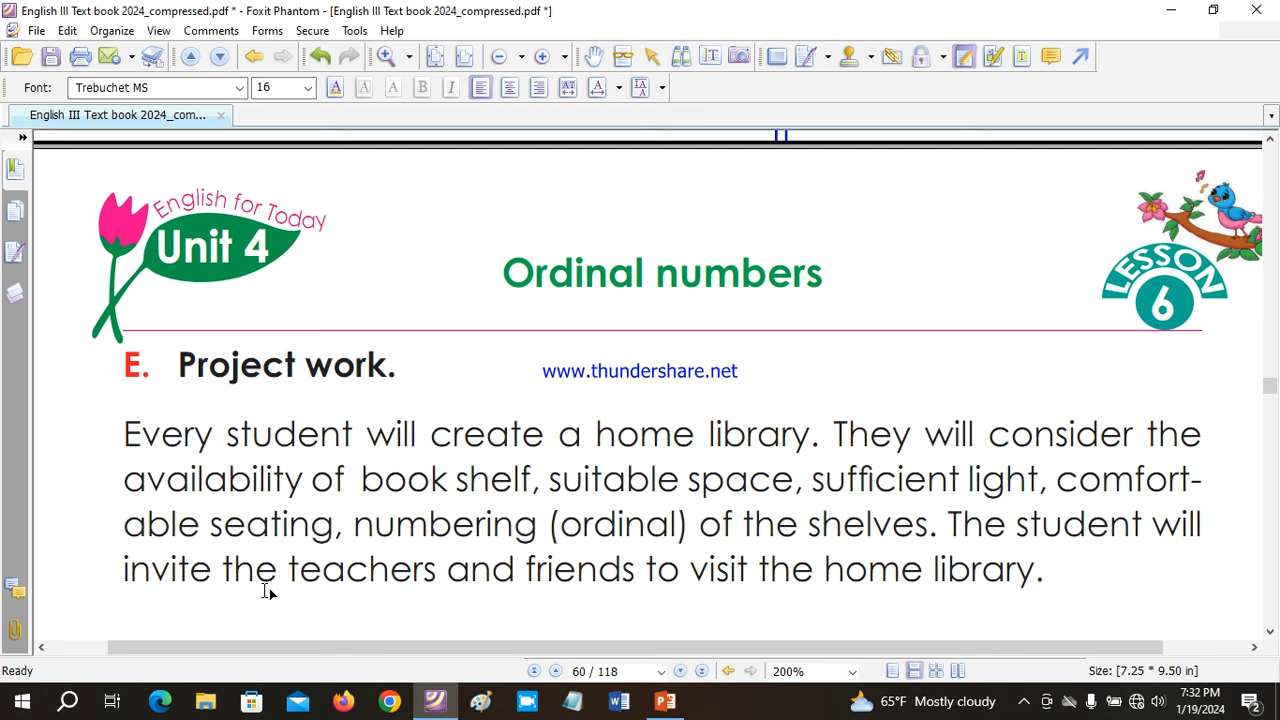 English III Text book 2024_compressed.pdf * - Foxit Phantom - [English III Text book 2024_compressed.pdf *]
File Edit View Organize Comments Forms Secure Tools Help
Font: Trebuchet MS 16
English III Text book 2024_com...
English for Today
Unit 4
Ordinal numbers
LESSON
6
E. Project work.
www.thundershare.net
Every student will create a home library. They will consider the
availability of book shelf, suitable space, sufficient light, comfort-
able seating, numbering (ordinal) of the shelves. The student will
invite the teachers and friends to visit the home library.
Ready 60 / 118 200% Size: [7.25 * 9.50 in]
65°F Mostly cloudy
7:32 PM
1/19/2024
2